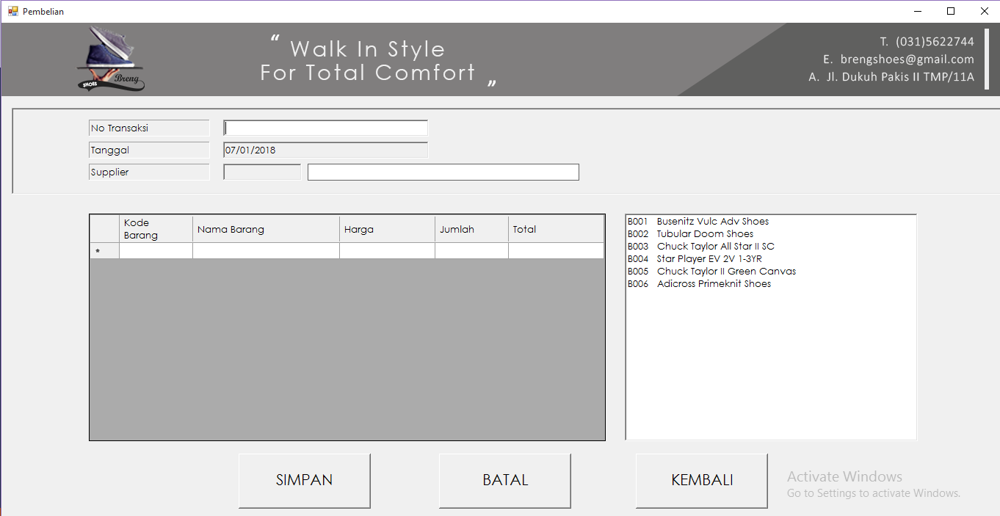 Pembelian
SHOES Breng
“ Walk In Style
For Total Comfort „
T. (031)5622744
E. brengshoes@gmail.com
A. Jl. Dukuh Pakis II TMP/11A
No Transaksi
Tanggal 07/01/2018
Supplier
Kode Barang Nama Barang Harga Jumlah Total
*
B001 Busenitz Vulc Adv Shoes
B002 Tubular Doom Shoes
B003 Chuck Taylor All Star II SC
B004 Star Player EV 2V 1-3YR
B005 Chuck Taylor II Green Canvas
B006 Adicross Primeknit Shoes
SIMPAN BATAL KEMBALI
Activate Windows
Go to Settings to activate Windows.